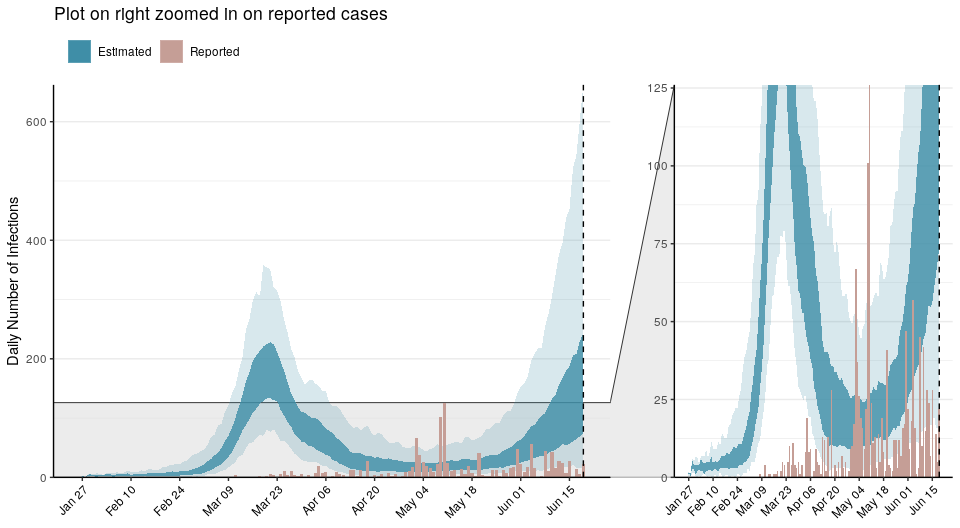 Plot on right zoomed in on reported cases
Estimated Reported
Daily Number of Infections
600
400
200
0
Jan 27 Feb 10 Feb 24 Mar 09 Mar 23 Apr 06 Apr 20 May 04 May 18 Jun 01 Jun 15
125
100
75
50
25
0
Jan 27 Feb 10 Feb 24 Mar 09 Mar 23 Apr 06 Apr 20 May 04 May 18 Jun 01 Jun 15